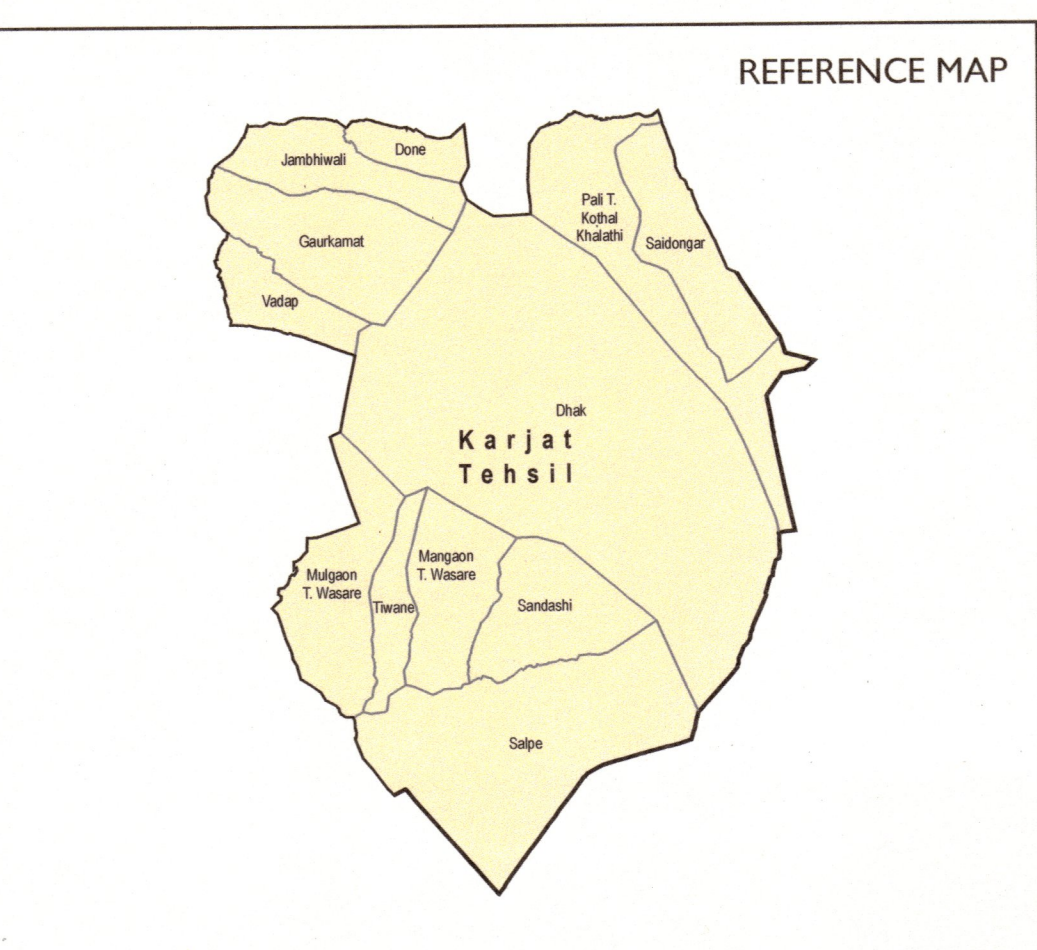 REFERENCE MAP
Jambhiwali
Done
Gaurkamat
Vadap
Pali T.
Kothal
Khalathi
Saidongar
Dhak
Karjat
Tehsil
Mulgaon
T. Wasare
Tiwane
Mangaon
T. Wasare
Sandashi
Salpe